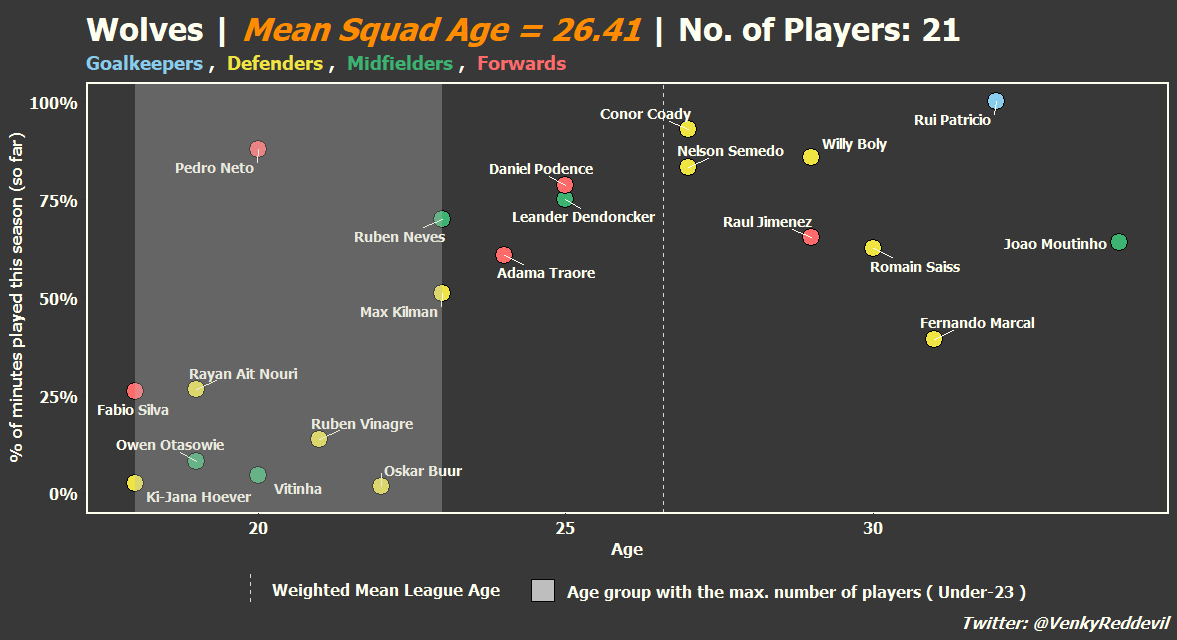 Wolves | Mean Squad Age = 26.41 | No. of Players: 21
Goalkeepers , Defenders , Midfielders , Forwards
% of minutes played this season (so far)
100%
75%
50%
25%
0%
Rui Patricio
Conor Coady
Nelson Semedo
Willy Boly
Pedro Neto
Daniel Podence
Leander Dendoncker
Ruben Neves
Raul Jimenez
Joao Moutinho
Adama Traore
Romain Saiss
Max Kilman
Fernando Marcal
Rayan Ait Nouri
Fabio Silva
Ruben Vinagre
Owen Otasowie
Oskar Buur
Ki-Jana Hoever
Vitinha
20
25
30
Age
Weighted Mean League Age
Age group with the max. number of players ( Under-23 )
Twitter: @VenkyReddevil